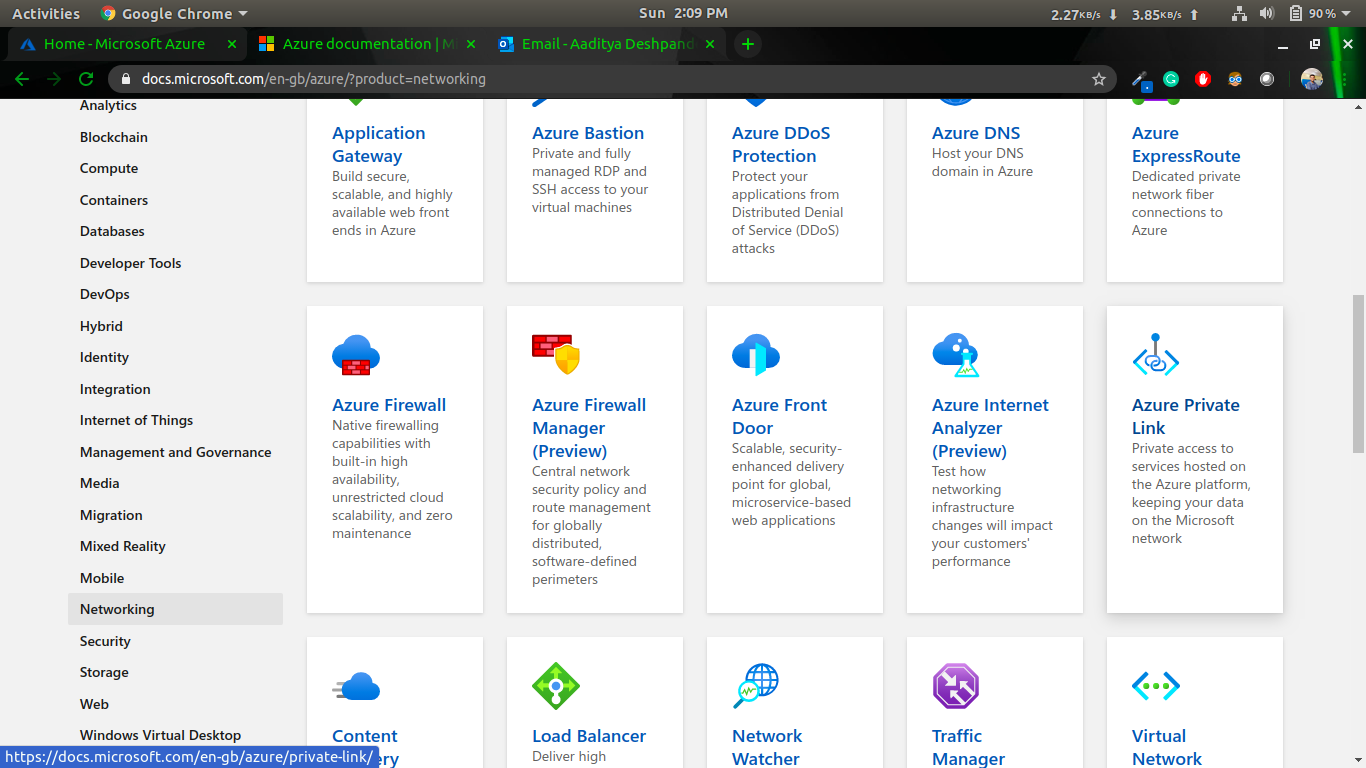 Activities
Google Chrome
Sun 2:09 PM
2.27KB/s
3.85KB/s
90 %
Home - Microsoft Azure
Azure documentation | M
Email - Aaditya Deshpand
docs.microsoft.com/en-gb/azure/?product=networking
Analytics
Blockchain
Compute
Containers
Databases
Developer Tools
DevOps
Hybrid
Identity
Integration
Internet of Things
Management and Governance
Media
Migration
Mixed Reality
Mobile
Networking
Security
Storage
Web
Windows Virtual Desktop
Application
Gateway
Build secure,
scalable, and highly
available web front
ends in Azure
Azure Bastion
Private and fully
managed RDP and
SSH access to your
virtual machines
Azure DDoS
Protection
Protect your
applications from
Distributed Denial
of Service (DDoS)
attacks
Azure DNS
Host your DNS
domain in Azure
Azure
ExpressRoute
Dedicated private
network fiber
connections to
Azure
Azure Firewall
Native firewalling
capabilities with
built-in high
availability,
unrestricted cloud
scalability, and zero
maintenance
Azure Firewall
Manager
(Preview)
Central network
security policy and
route management
for globally
distributed,
software-defined
perimeters
Azure Front
Door
Scalable, security-
enhanced delivery
point for global,
microservice-based
web applications
Azure Internet
Analyzer
(Preview)
Test how
networking
infrastructure
changes will impact
your customers'
performance
Azure Private
Link
Private access to
services hosted on
the Azure platform,
keeping your data
on the Microsoft
network
Content
Load Balancer
Deliver high
Network
Watcher
Traffic
Manager
Virtual
Network
https://docs.microsoft.com/en-gb/azure/private-link/